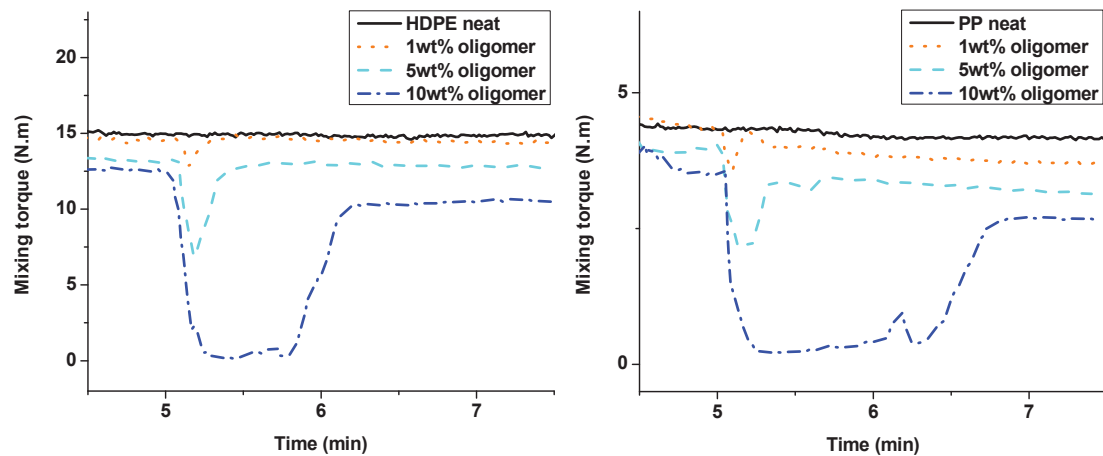 HDPE neat
1wt% oligomer
5wt% oligomer
10wt% oligomer
20
15
10
5
0
Mixing torque (N.m)
5
6
7
Time (min)
PP neat
1wt% oligomer
5wt% oligomer
10wt% oligomer
5
0
Mixing torque (N.m)
5
6
7
Time (min)